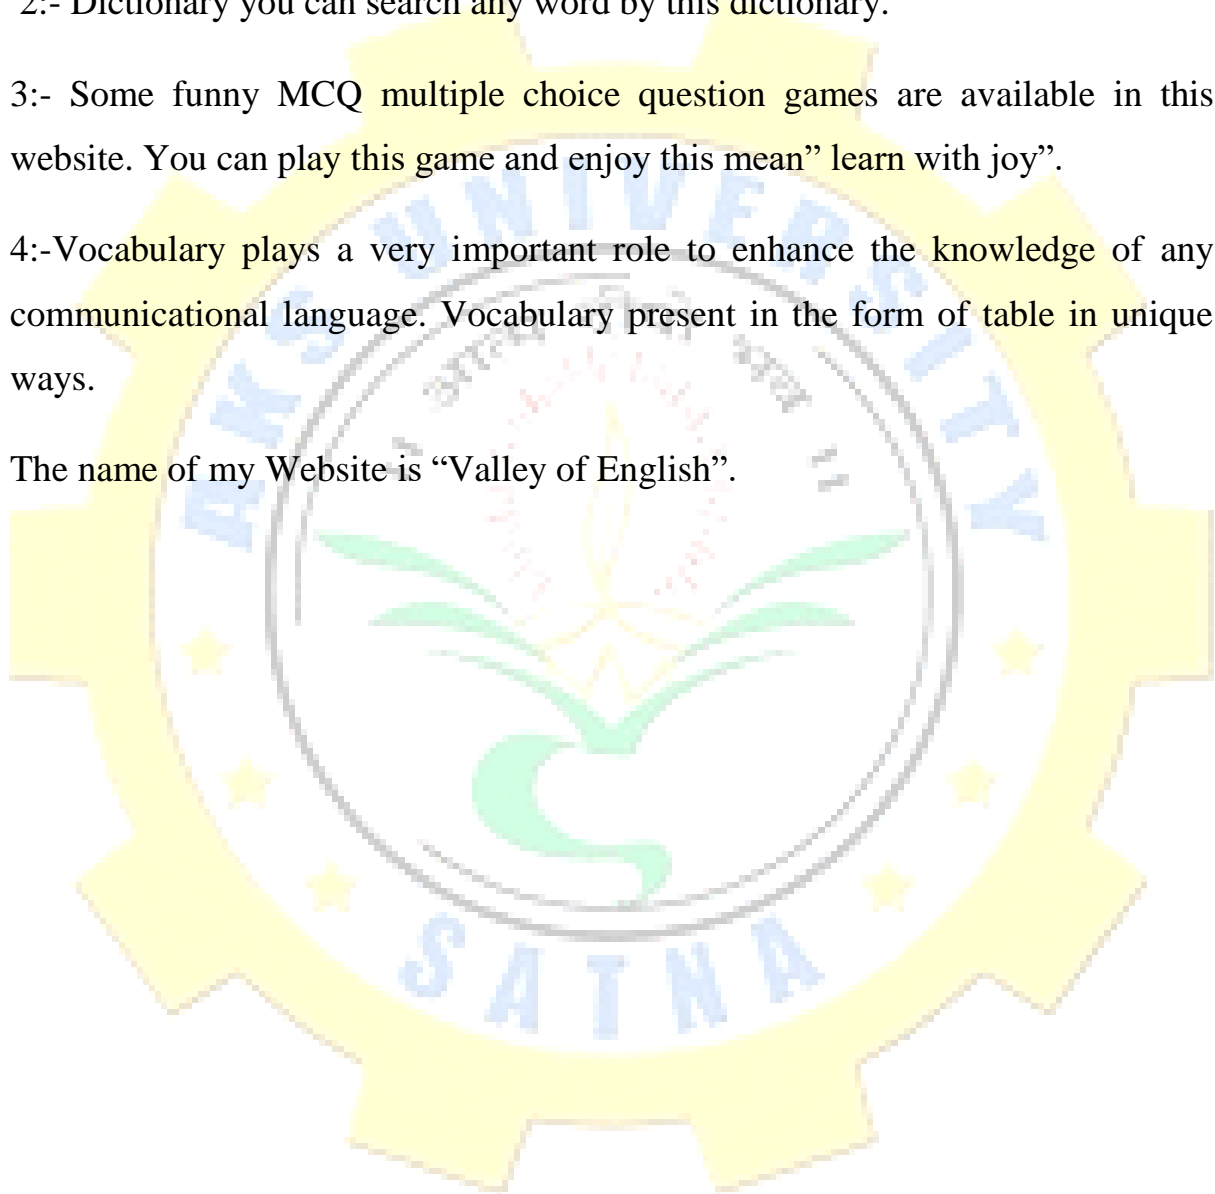 2:- Dictionary you can search any word by this dictionary.
3:- Some funny MCQ multiple choice question games are available in this
website. You can play this game and enjoy this mean” learn with joy”.
4:-Vocabulary plays a very important role to enhance the knowledge of any
communicational language. Vocabulary present in the form of table in unique
ways.
The name of my Website is “Valley of English”.
UNIVERSITY
SATNA